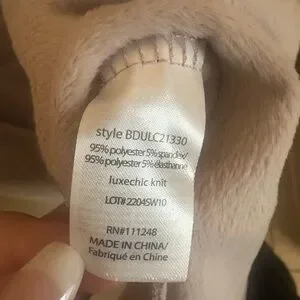 style BDULC21330
95% polyester 5% spandex/
95% polyester 5% élasthanne
luxechic knit
LOT#2204SW10
RN#111248
MADE IN CHINA/
Fabriqué en Chine